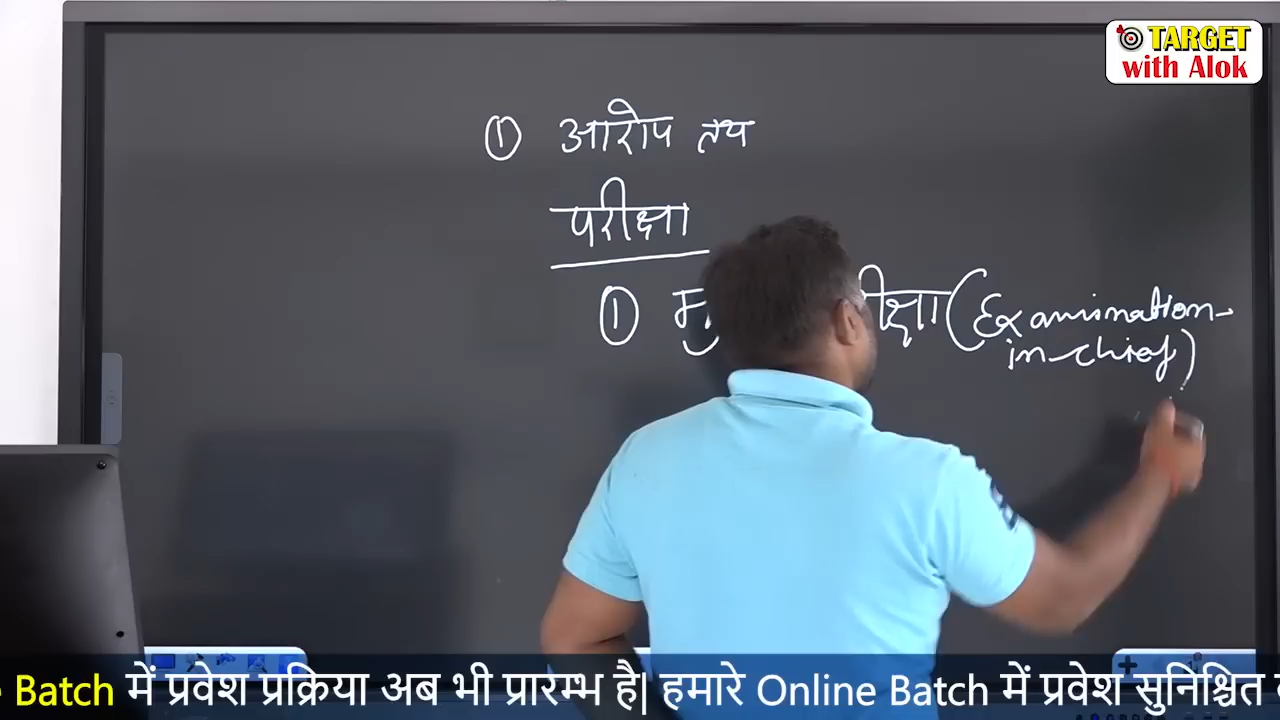 TARGET
with Alok
① आरोप तय
परीक्षा
① (Examination-
in-chief)
Batch में प्रवेश प्रक्रिया अब भी प्रारम्भ है| हमारे Online Batch में प्रवेश सुनिश्चित